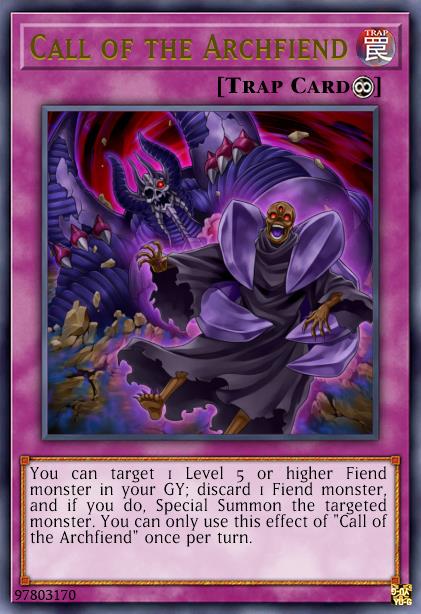 CALL OF THE ARCHFIEND
TRAP
罠
[TRAP CARD]
You can target 1 Level 5 or higher Fiend
monster in your GY; discard 1 Fiend monster,
and if you do, Special Summon the targeted
monster. You can only use this effect of "Call of
the Archfiend" once per turn.
97803170